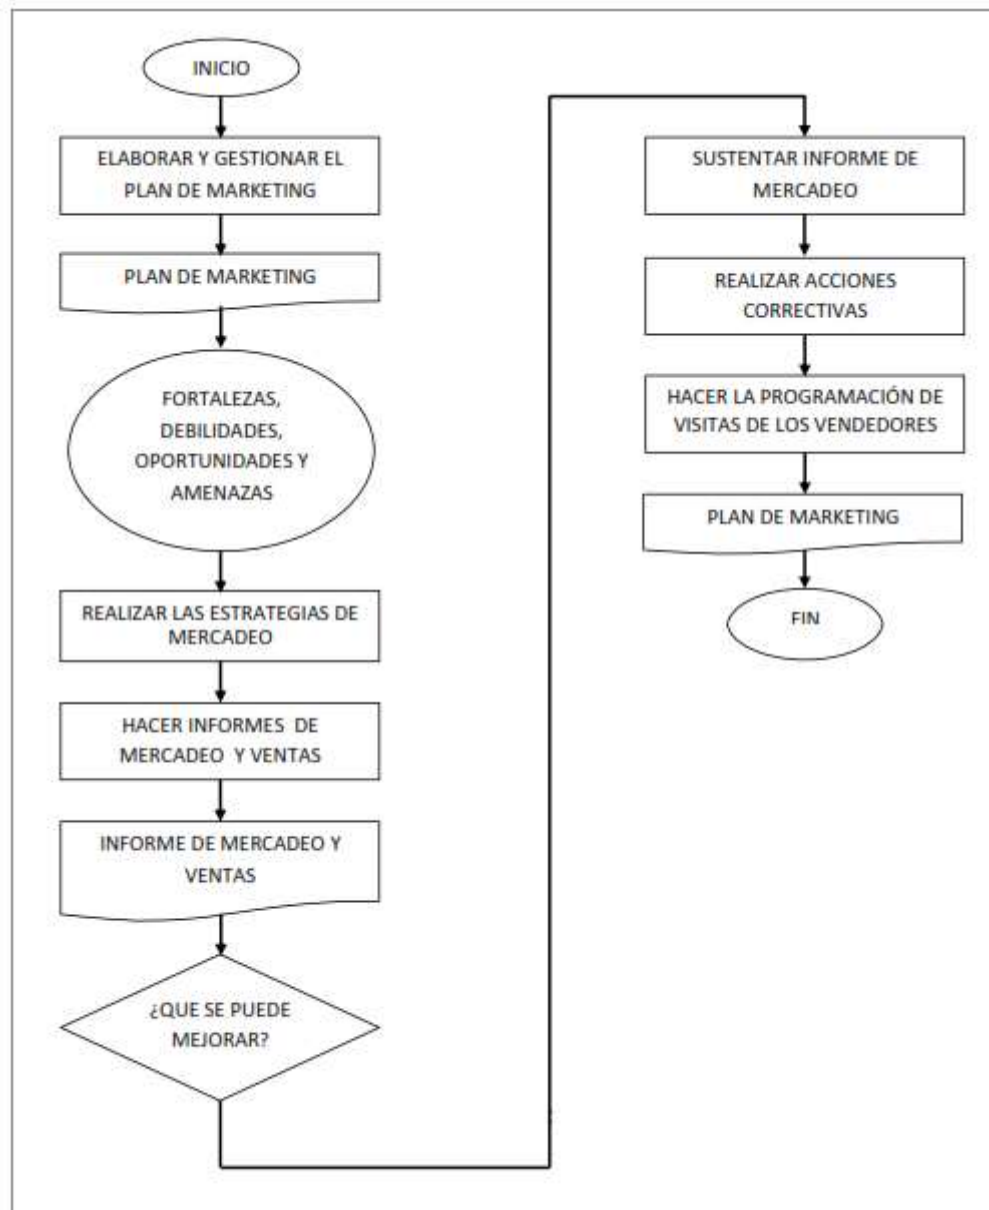 INICIO
ELABORAR Y GESTIONAR EL
PLAN DE MARKETING
PLAN DE MARKETING
FORTALEZAS,
DEBILIDADES,
OPORTUNIDADES Y
AMENAZAS
REALIZAR LAS ESTRATEGIAS DE
MERCADEO
HACER INFORMES DE
MERCADEO Y VENTAS
INFORME DE MERCADEO Y
VENTAS
¿QUE SE PUEDE
MEJORAR?
SUSTENTAR INFORME DE
MERCADEO
REALIZAR ACCIONES
CORRECTIVAS
HACER LA PROGRAMACIÓN DE
VISITAS DE LOS VENDEDORES
PLAN DE MARKETING
FIN